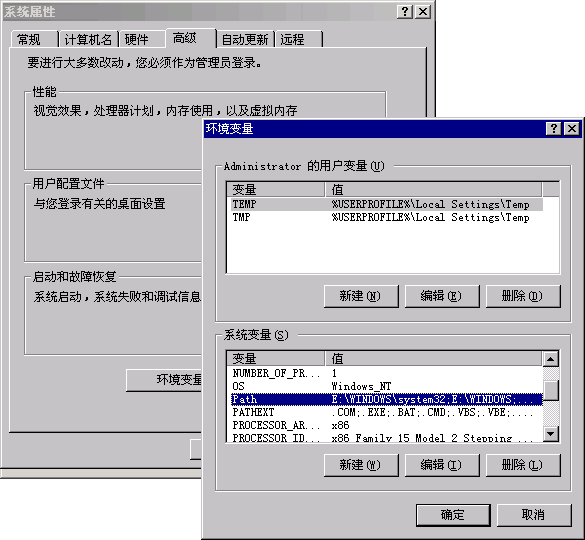 系统属性
常规 计算机名 硬件 高级 自动更新 远程
要进行大多数改动，您必须作为管理员登录。
性能
视觉效果，处理器计划，内存使用，以及虚拟内存
用户配置文件
与您登录有关的桌面设置
启动和故障恢复
系统启动，系统失败和调试信息
环境变量
环境变量
Administrator 的用户变量(U)
变量 值
TEMP %USERPROFILE%\Local Settings\Temp
TMP %USERPROFILE%\Local Settings\Temp
新建(N) 编辑(E) 删除(D)
系统变量(S)
变量 值
NUMBER_OF_PR... 1
OS Windows_NT
Path E:\WINDOWS\system32;E:\WINDOWS;...
PATHEXT .COM;.EXE;.BAT;.CMD;.VBS;.VBE;....
PROCESSOR_AR... x86
PROCESSOR_ID... x86 Family 15 Model 2 Stepping ...
新建(W) 编辑(I) 删除(L)
确定 取消